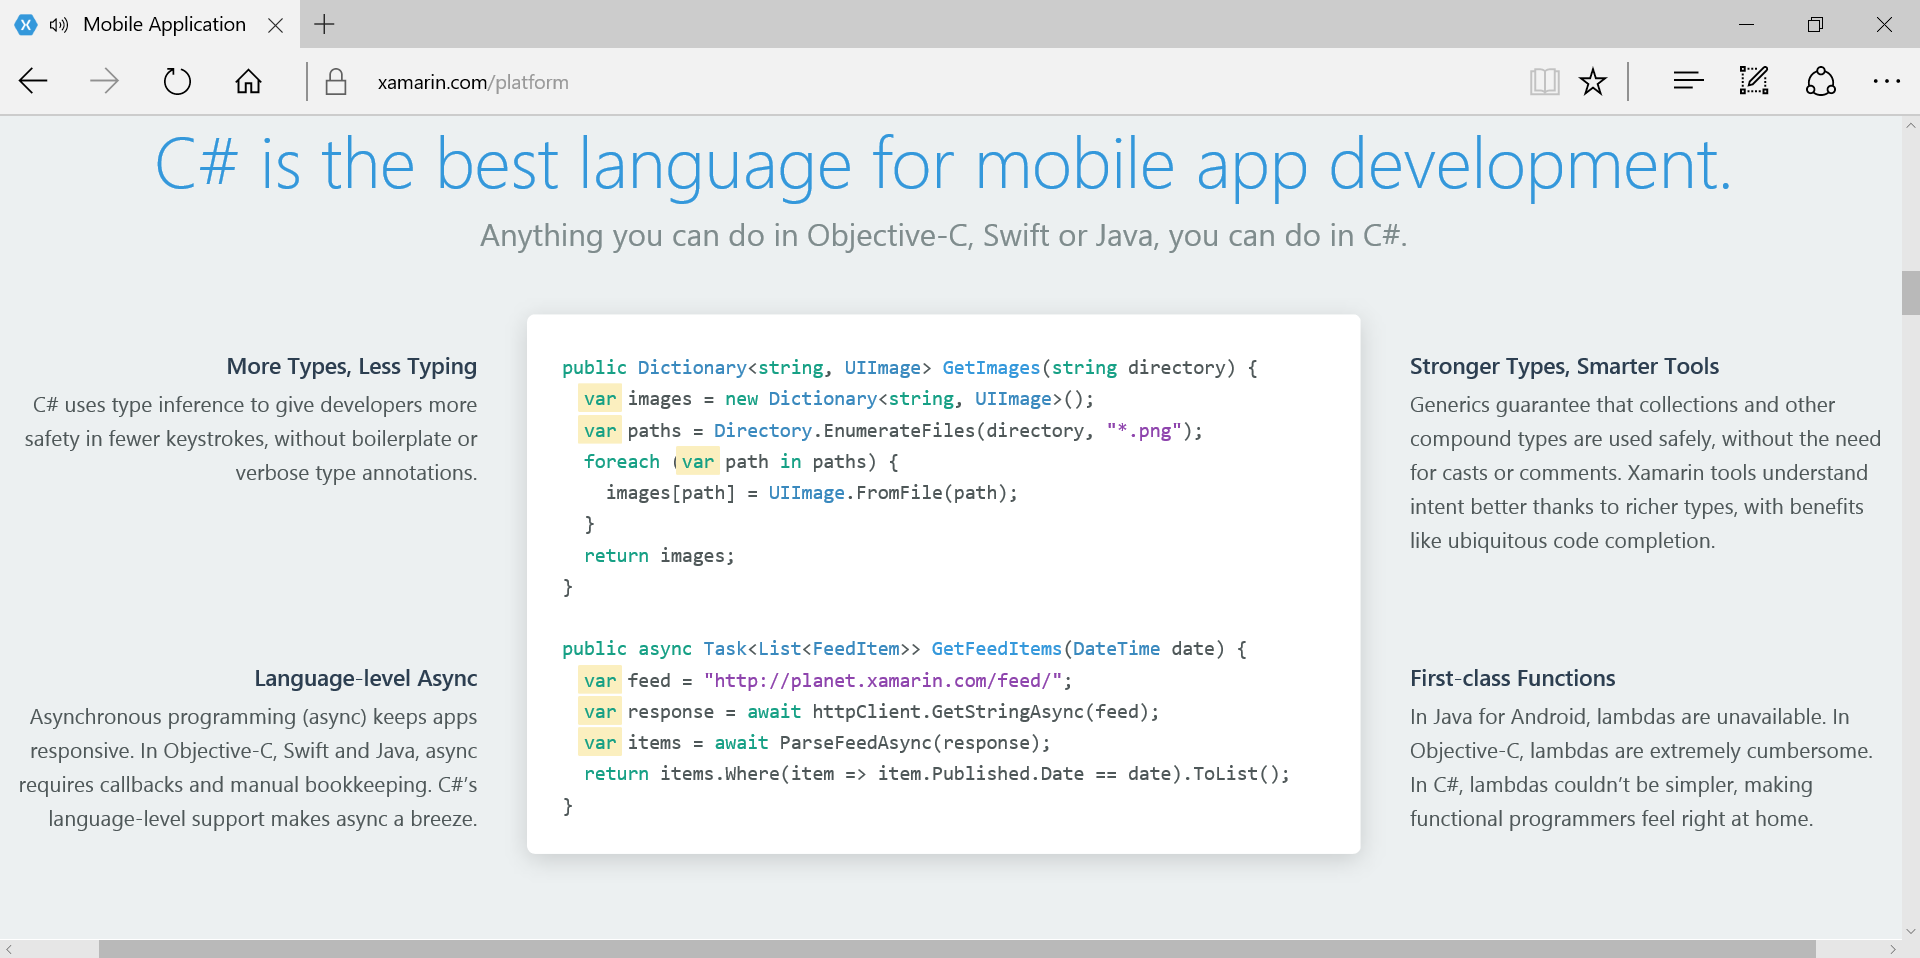 Mobile Application
xamarin.com/platform
C# is the best language for mobile app development.
Anything you can do in Objective-C, Swift or Java, you can do in C#.
More Types, Less Typing
C# uses type inference to give developers more
safety in fewer keystrokes, without boilerplate or
verbose type annotations.
Language-level Async
Asynchronous programming (async) keeps apps
responsive. In Objective-C, Swift and Java, async
requires callbacks and manual bookkeeping. C#’s
language-level support makes async a breeze.
public Dictionary<string, UIImage> GetImages(string directory) {
var images = new Dictionary<string, UIImage>();
var paths = Directory.EnumerateFiles(directory, "*.png");
foreach (var path in paths) {
images[path] = UIImage.FromFile(path);
}
return images;
}
public async Task<List<FeedItem>> GetFeedItems(DateTime date) {
var feed = "http://planet.xamarin.com/feed/";
var response = await httpClient.GetStringAsync(feed);
var items = await ParseFeedAsync(response);
return items.Where(item => item.Published.Date == date).ToList();
}
Stronger Types, Smarter Tools
Generics guarantee that collections and other
compound types are used safely, without the need
for casts or comments. Xamarin tools understand
intent better thanks to richer types, with benefits
like ubiquitous code completion.
First-class Functions
In Java for Android, lambdas are unavailable. In
Objective-C, lambdas are extremely cumbersome.
In C#, lambdas couldn’t be simpler, making
functional programmers feel right at home.